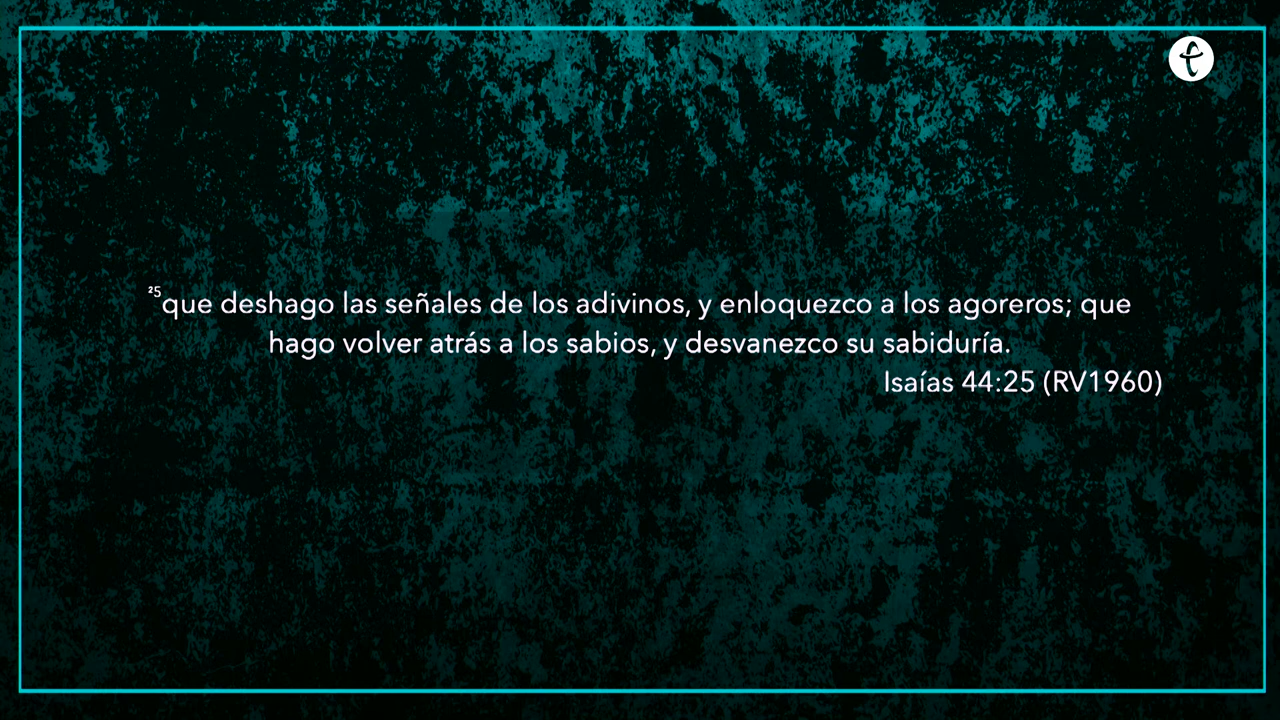 ²⁵que deshago las señales de los adivinos, y enloquezco a los agoreros; que
hago volver atrás a los sabios, y desvanezco su sabiduría.
Isaías 44:25 (RV1960)